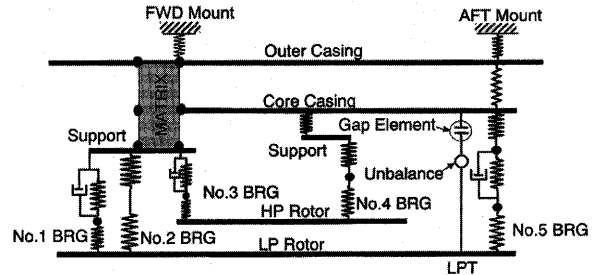 FWD Mount
AFT Mount
Outer Casing
MATRIX
Core Casing
Gap Element
Support
Support
Unbalance
No.3 BRG
No.4 BRG
HP Rotor
No.1 BRG
No.2 BRG
No.5 BRG
LP Rotor
LPT